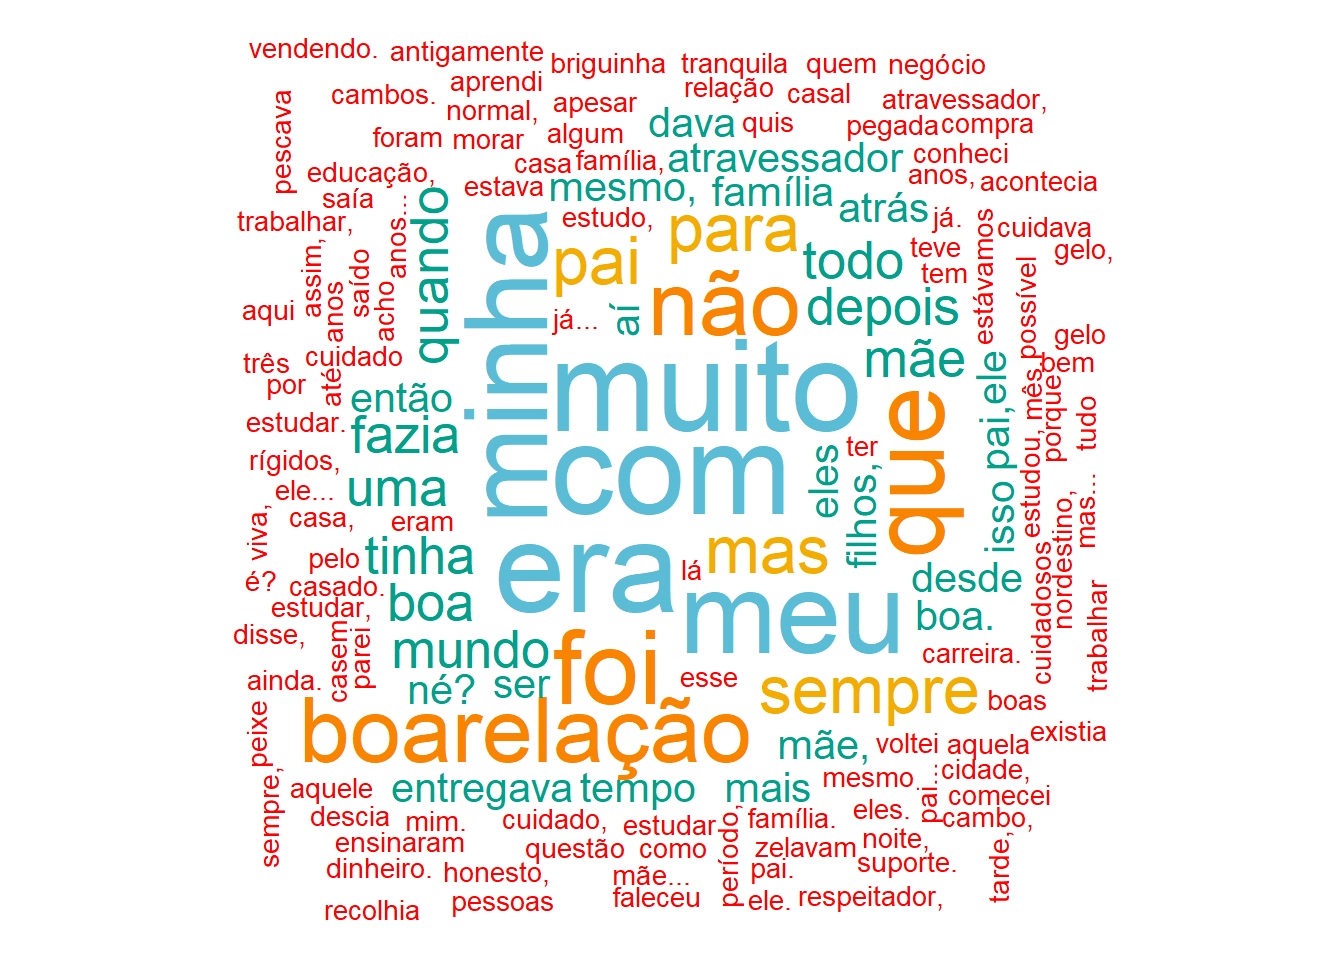 vendendo. antigamente briguinha tranquila quem negócio
cambos. aprendi relação casal atravessador,
pescava normal, apesar dava quis pegada compra
foram morar algum
educação, casa família, atravessador conheci
saía estava mesmo, família anos, acontecia
trabalhar, quando estudo, para atrás já. cuidava
anos... minha pai todo teve estávamos gelo,
assim, saído tem
aqui anos acho já... aí não depois possível
três cuidado mãe gelo
por até muito bem
então ele
estudar. fazia com que pai, mês. porque tudo
rígidos, eles ter
ele... uma filhos, isso estudou, mas...
viva, casa, eram nordestino,
pelo tinha era lá mas
é? casado. boa meu desde cuidadosos trabalhar
estudar, boa.
disse, casem parei mundo foi carreira.
ainda. né? ser esse sempre boas
peixe boarelação mãe, voltei aquela existia
sempre, aquele entregava tempo mais mesmo pai... cidade,
comecei
descia mim. cuidado, estudar período, família. eles. cambo,
ensinaram questão como zelavam noite, tarde,
dinheiro. honesto, mãe... pai. suporte.
recolhia pessoas faleceu ele. respeitador,